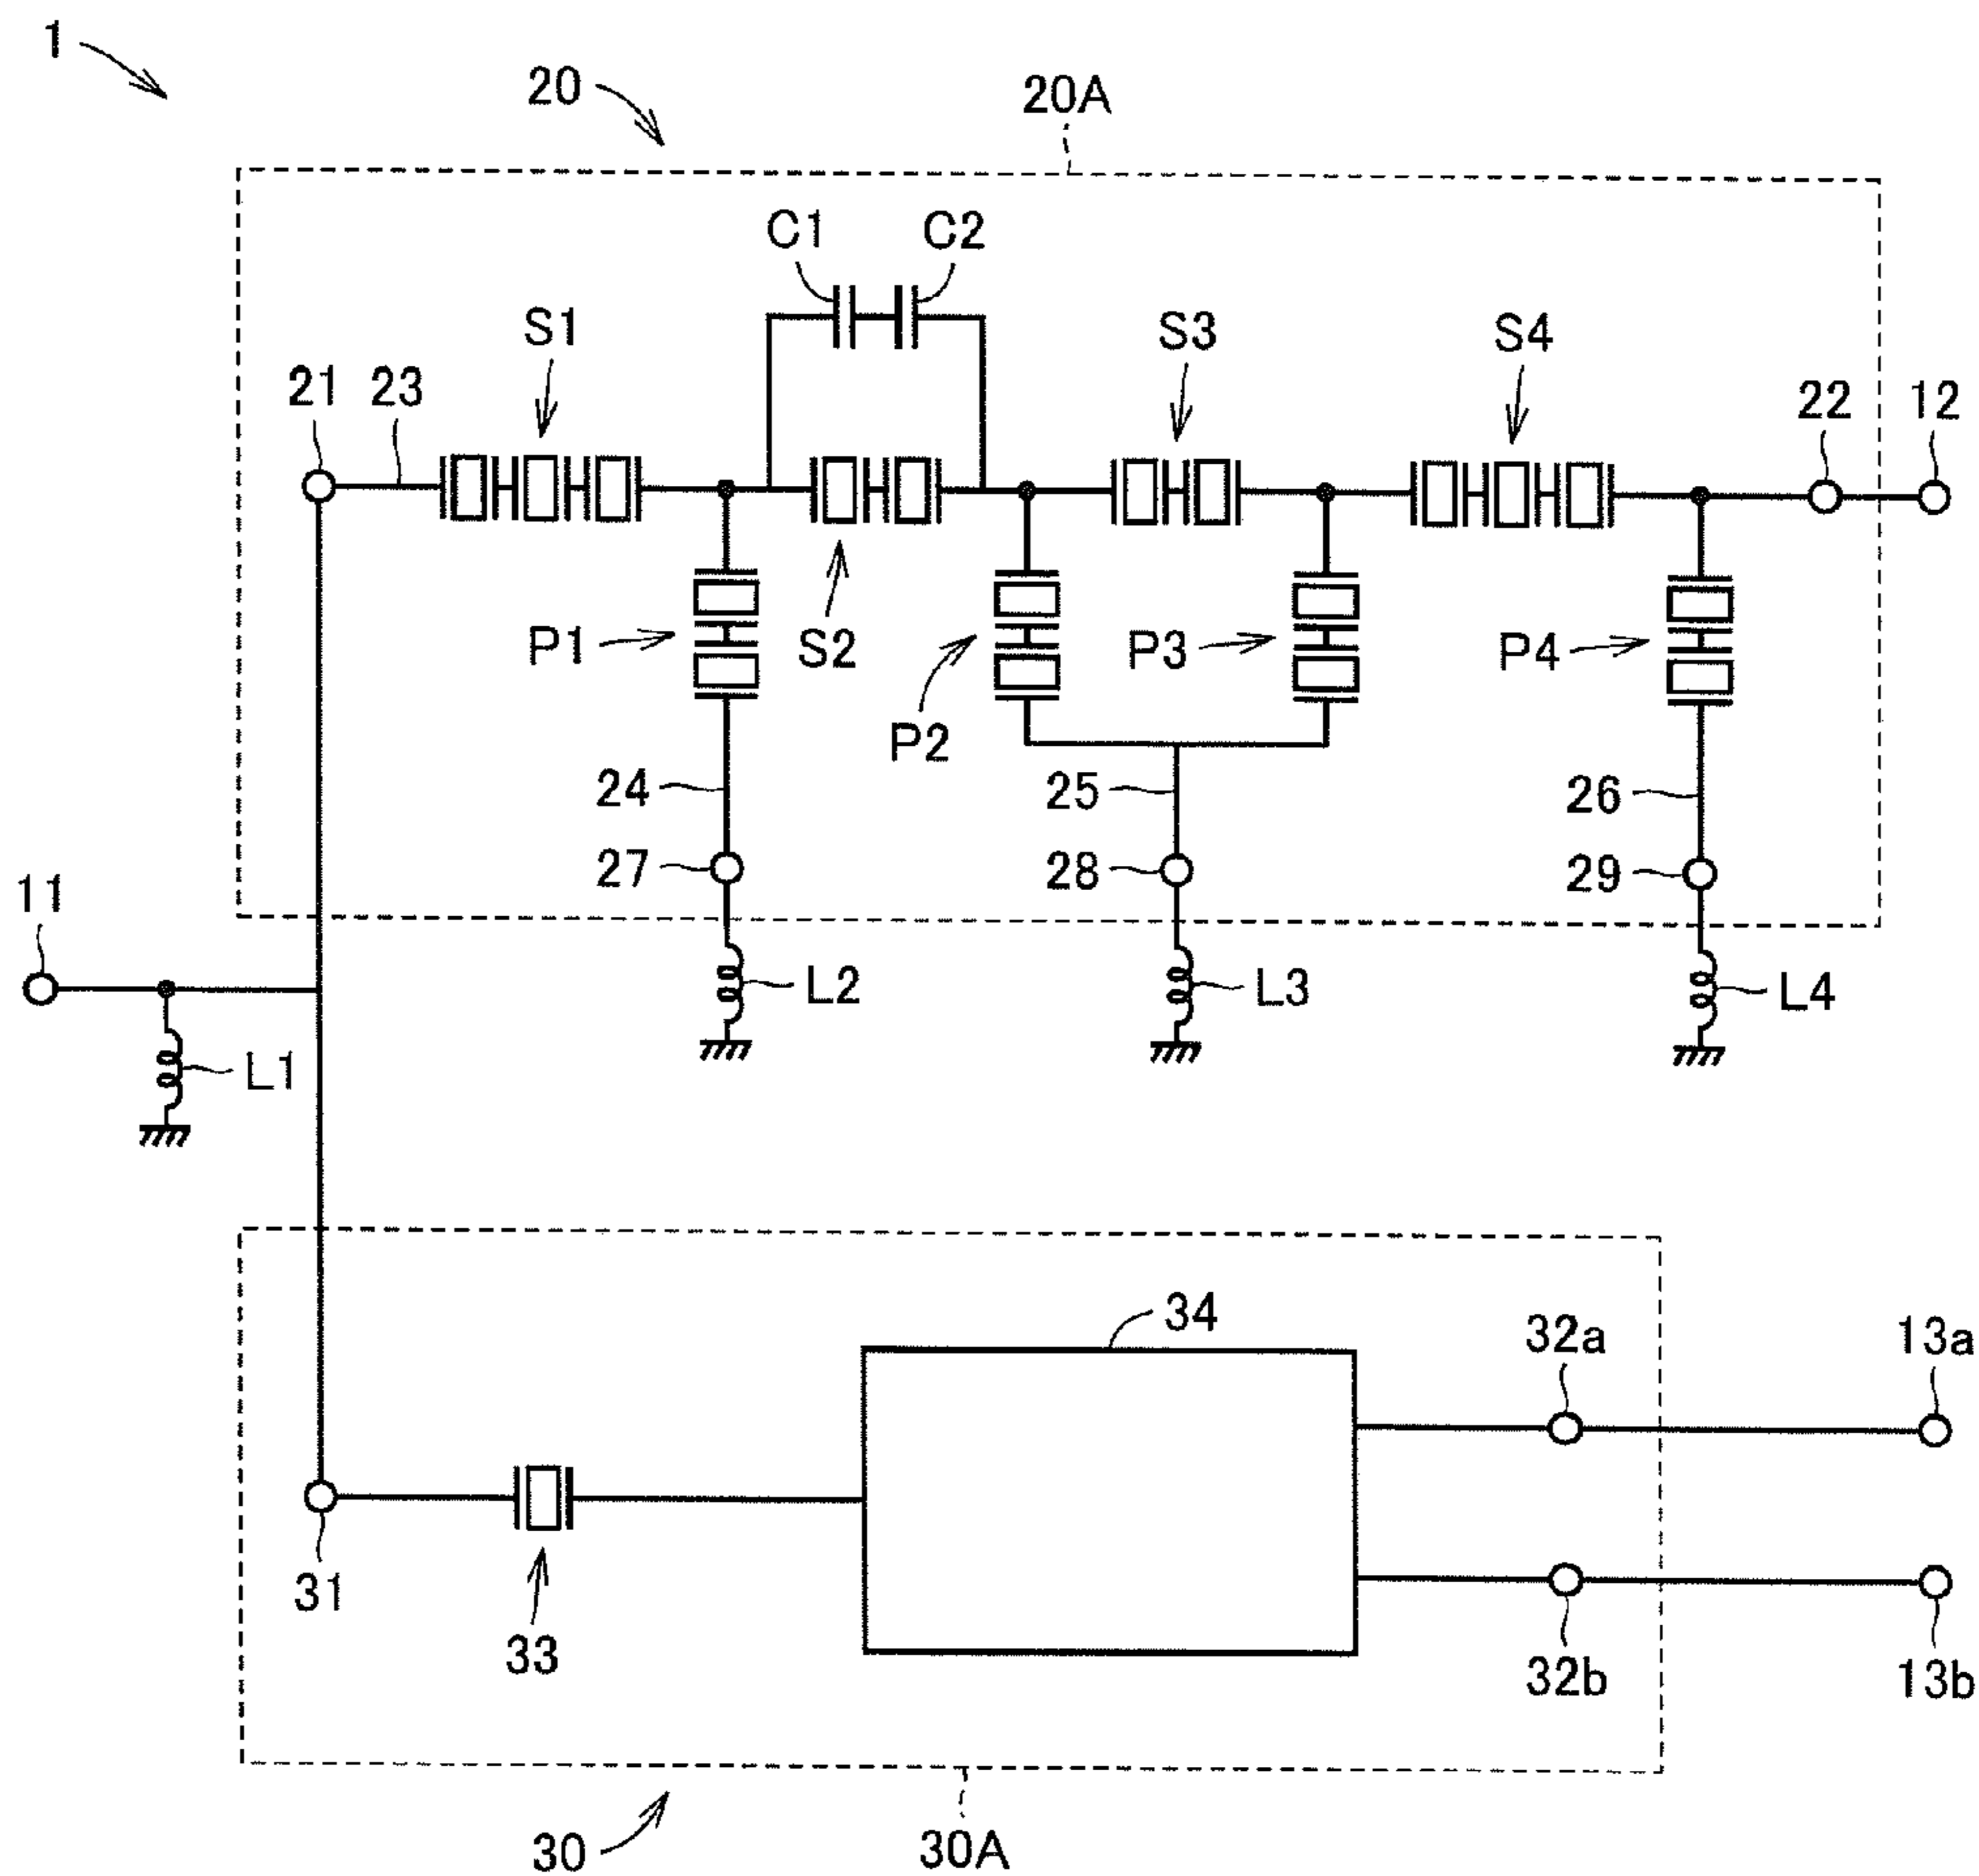 1
20
20A
C1 C2
S1 S3 S4
21 23 22 12
P1 S2 P2 P3 P4
24 25 26
27 28 29
11
L2 L3 L4
L1
34
32a 13a
31
33
32b 13b
30 30A